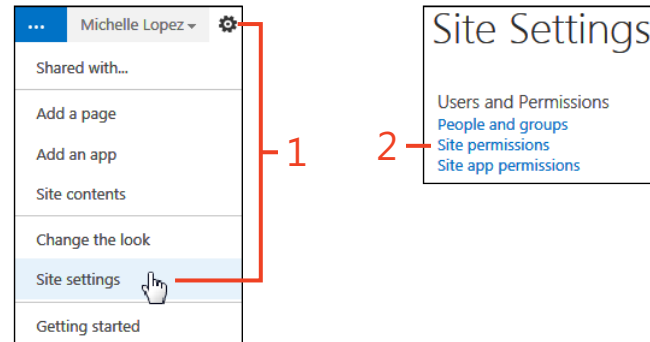 ... Michelle Lopez
Shared with...
Add a page
Add an app
Site contents
Change the look
Site settings
Getting started
1
Site Settings
Users and Permissions
People and groups
2
Site permissions
Site app permissions